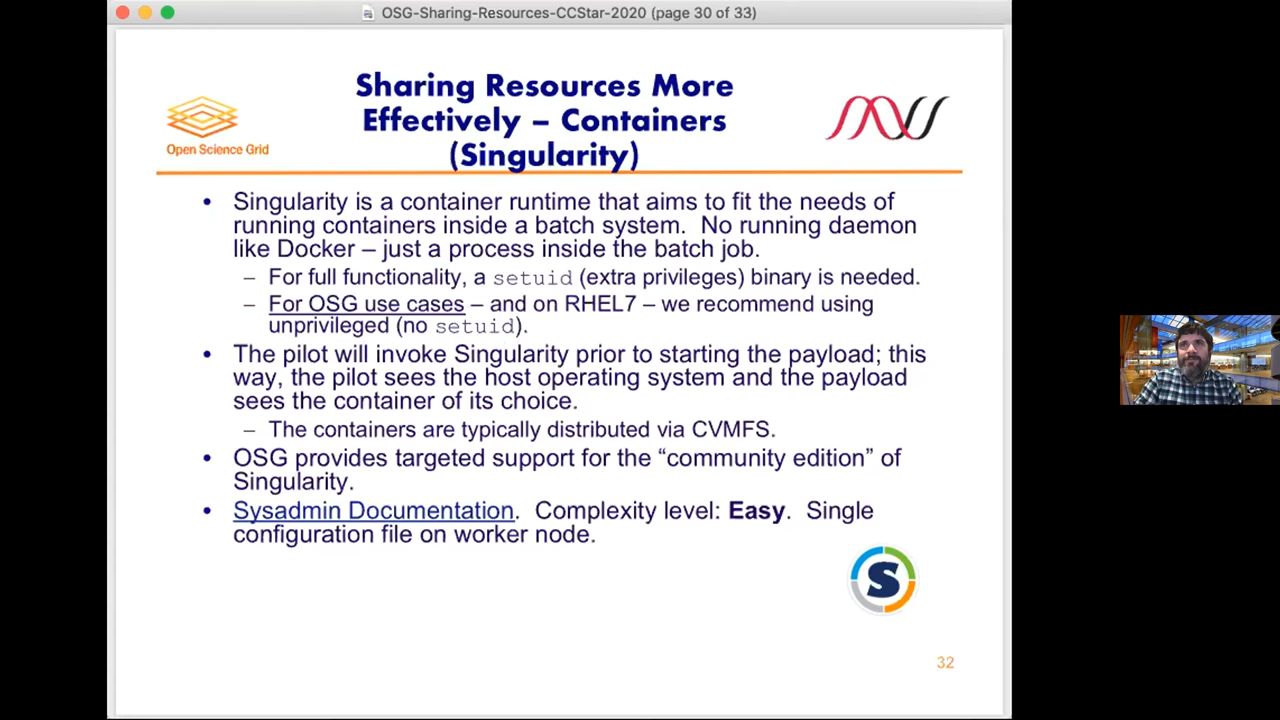 OSG-Sharing-Resources-CCStar-2020 (page 30 of 33)
Sharing Resources More
Effectively – Containers
(Singularity)
Open Science Grid
• Singularity is a container runtime that aims to fit the needs of
running containers inside a batch system.  No running daemon
like Docker – just a process inside the batch job.
– For full functionality, a setuid (extra privileges) binary is needed.
– For OSG use cases – and on RHEL7 – we recommend using
unprivileged (no setuid).
• The pilot will invoke Singularity prior to starting the payload; this
way, the pilot sees the host operating system and the payload
sees the container of its choice.
– The containers are typically distributed via CVMFS.
• OSG provides targeted support for the “community edition” of
Singularity.
• Sysadmin Documentation.  Complexity level: Easy.  Single
configuration file on worker node.
S
32